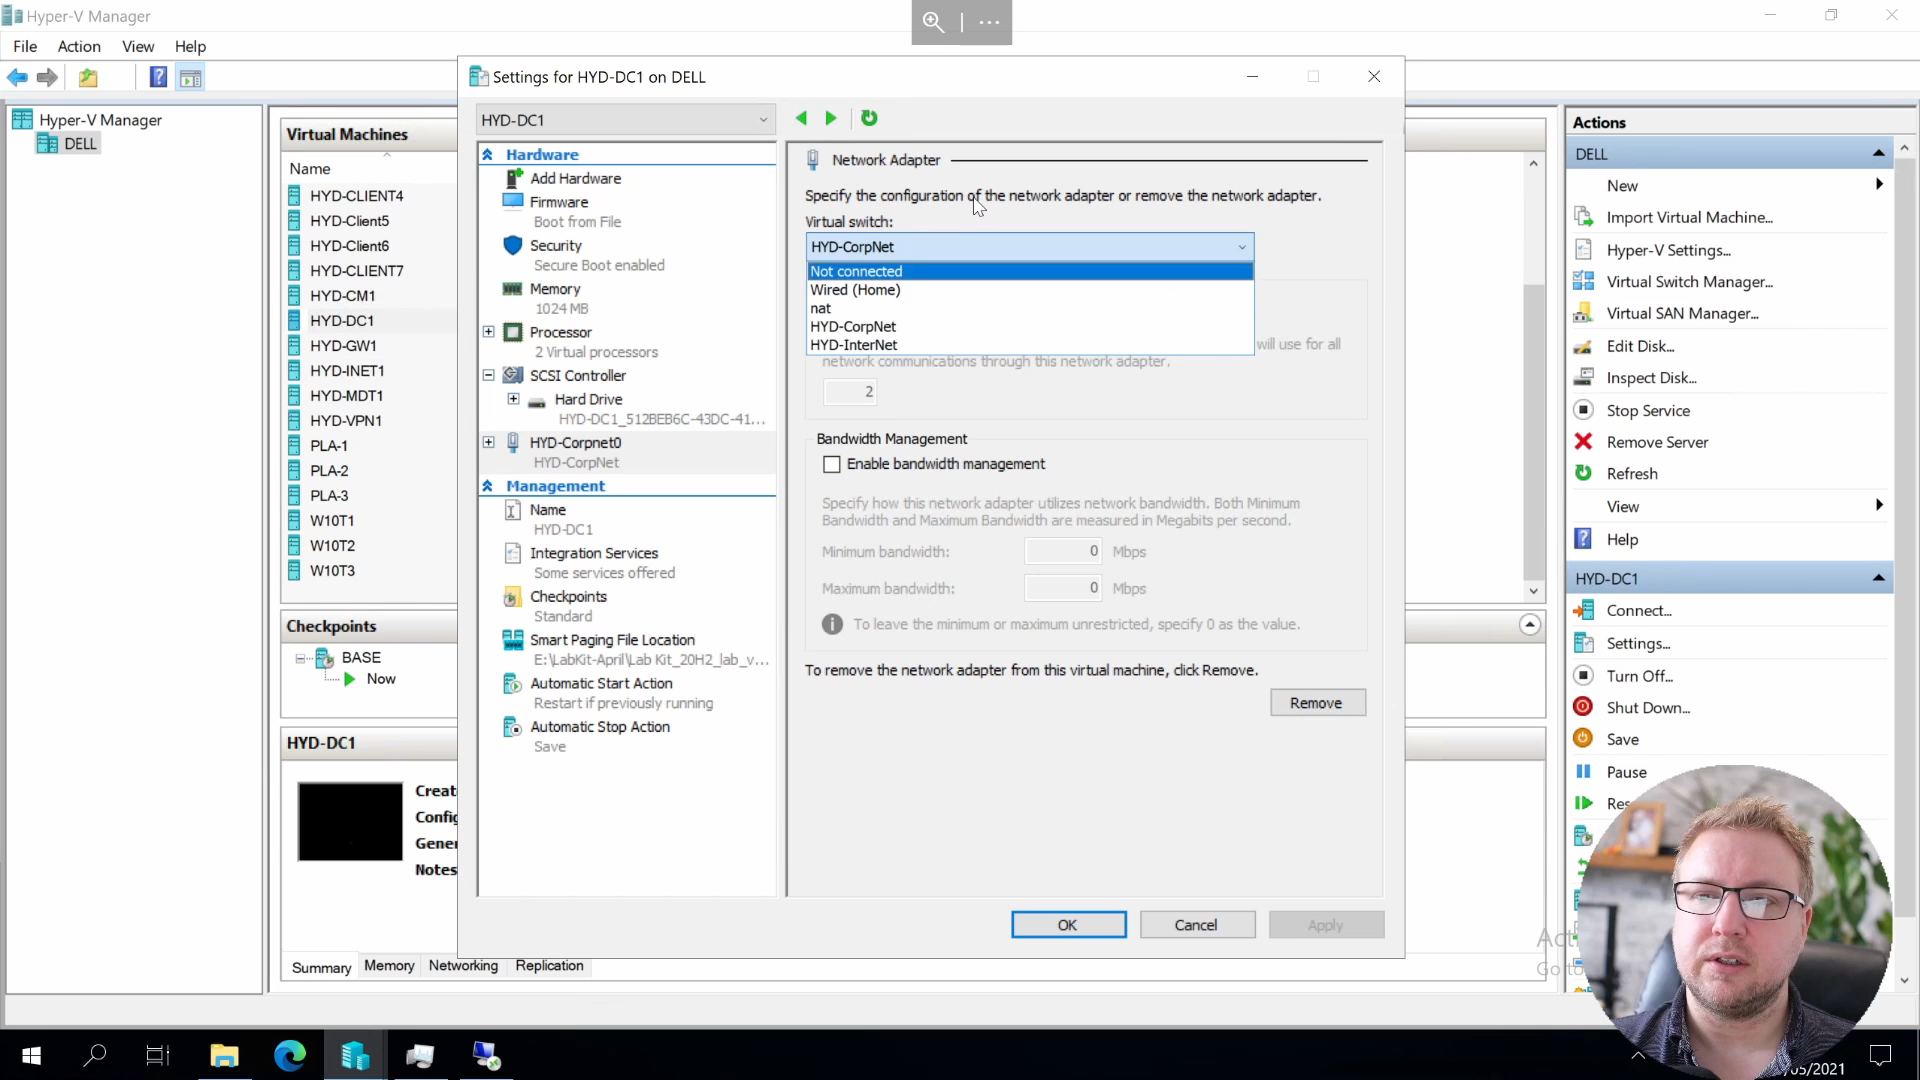 Hyper-V Manager
File Action View Help
Hyper-V Manager
DELL
Virtual Machines
Name
HYD-CLIENT4
HYD-Client5
HYD-Client6
HYD-CLIENT7
HYD-CM1
HYD-DC1
HYD-GW1
HYD-INET1
HYD-MDT1
HYD-VPN1
PLA-1
PLA-2
PLA-3
W10T1
W10T2
W10T3
Checkpoints
BASE
Now
HYD-DC1
Creat
Config
Gener
Notes
Summary Memory Networking Replication
Settings for HYD-DC1 on DELL
HYD-DC1
Hardware
Add Hardware
Firmware
Boot from File
Security
Secure Boot enabled
Memory
1024 MB
Processor
2 Virtual processors
SCSI Controller
Hard Drive
HYD-DC1_512BEB6C-43DC-41...
HYD-Corpnet0
HYD-CorpNet
Management
Name
HYD-DC1
Integration Services
Some services offered
Checkpoints
Standard
Smart Paging File Location
E:\LabKit-April\Lab Kit_20H2_lab_v...
Automatic Start Action
Restart if previously running
Automatic Stop Action
Save
Network Adapter
Specify the configuration of the network adapter or remove the network adapter.
Virtual switch:
HYD-CorpNet
Not connected
Wired (Home)
nat
HYD-CorpNet
HYD-InterNet
will use for all
network communications through this network adapter.
2
Bandwidth Management
Enable bandwidth management
Specify how this network adapter utilizes network bandwidth. Both Minimum
Bandwidth and Maximum Bandwidth are measured in Megabits per second.
Minimum bandwidth: 0 Mbps
Maximum bandwidth: 0 Mbps
To leave the minimum or maximum unrestricted, specify 0 as the value.
To remove the network adapter from this virtual machine, click Remove.
Remove
OK Cancel Apply
Actions
DELL
New
Import Virtual Machine...
Hyper-V Settings...
Virtual Switch Manager...
Virtual SAN Manager...
Edit Disk...
Inspect Disk...
Stop Service
Remove Server
Refresh
View
Help
HYD-DC1
Connect...
Settings...
Turn Off...
Shut Down...
Save
Pause
Res
Act
Go to
/05/2021